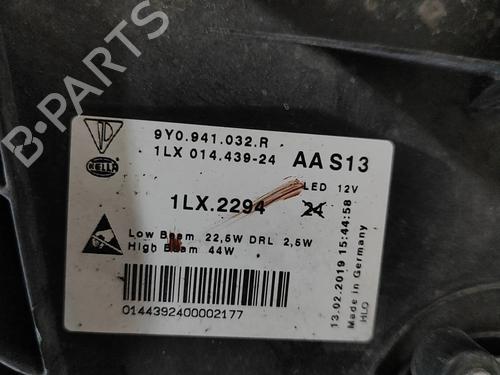 B-PARTS
9Y0.941.032.R
1LX 014.439-24
AA S13
HELLA
LED 12V
1LX.2294
24
Low Beam 22,5W DRL 2,5W
High Beam 44W
0144392400002177
13.02.2019 15:44:58
Made in Germany
HLO